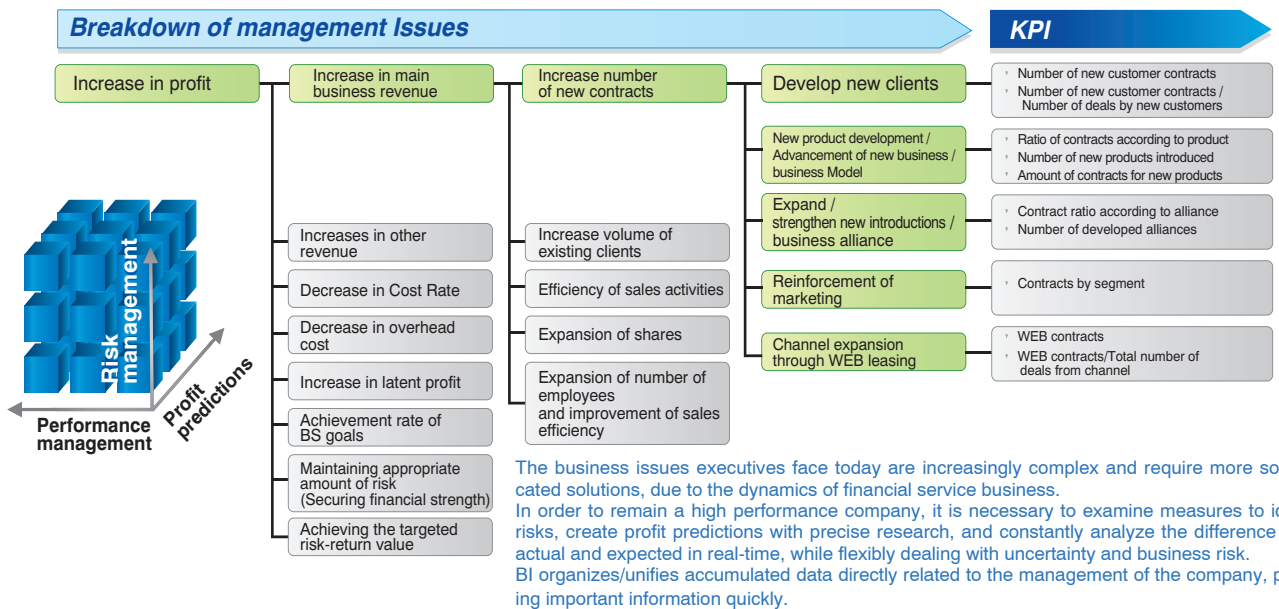 Breakdown of management Issues
KPI
Increase in profit
Increase in main
business revenue
Increase number
of new contracts
Develop new clients
Number of new customer contracts
Number of new customer contracts /
Number of deals by new customers
New product development /
Advancement of new business /
business Model
Ratio of contracts according to product
Number of new products introduced
Amount of contracts for new products
Expand /
strengthen new introductions /
business alliance
Contract ratio according to alliance
Number of developed alliances
Reinforcement of
marketing
Contracts by segment
Channel expansion
through WEB leasing
WEB contracts
WEB contracts/Total number of
deals from channel
Increases in other
revenue
Decrease in Cost Rate
Decrease in overhead
cost
Increase in latent profit
Achievement rate of
BS goals
Maintaining appropriate
amount of risk
(Securing financial strength)
Achieving the targeted
risk-return value
Increase volume of
existing clients
Efficiency of sales activities
Expansion of shares
Expansion of number of
employees
and improvement of sales
efficiency
Risk
management
Performance
management
Profit
predictions
The business issues executives face today are increasingly complex and require more so
cated solutions, due to the dynamics of financial service business.
In order to remain a high performance company, it is necessary to examine measures to i
risks, create profit predictions with precise research, and constantly analyze the difference
actual and expected in real-time, while flexibly dealing with uncertainty and business risk.
BI organizes/unifies accumulated data directly related to the management of the company, p
ing important information quickly.